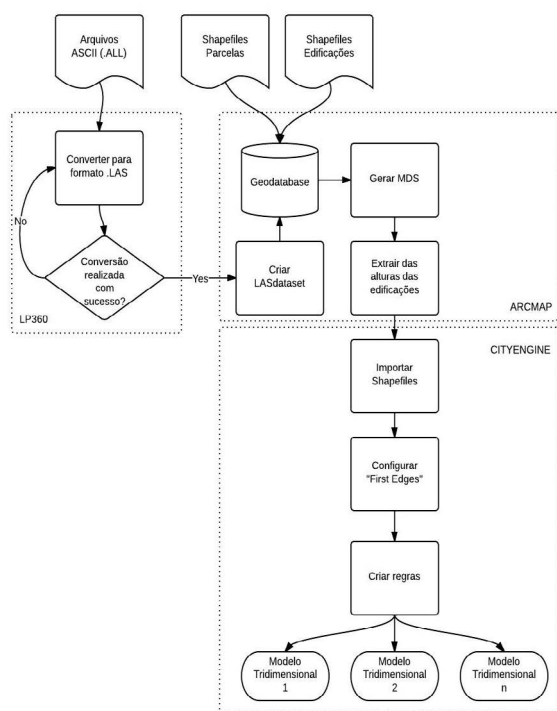 Arquivos
ASCII (.ALL)
Shapefiles
Parcelas
Shapefiles
Edificações
Converter para
formato .LAS
No
Conversão
realizada
com
sucesso?
LP360
Yes
Geodatabase
Gerar MDS
Criar
LASdataset
Extrair das
alturas das
edificações
ARCMAP
CITYENGINE
Importar
Shapefiles
Configurar
"First Edges"
Criar regras
Modelo
Tridimensional
1
Modelo
Tridimensional
2
Modelo
Tridimensional
n